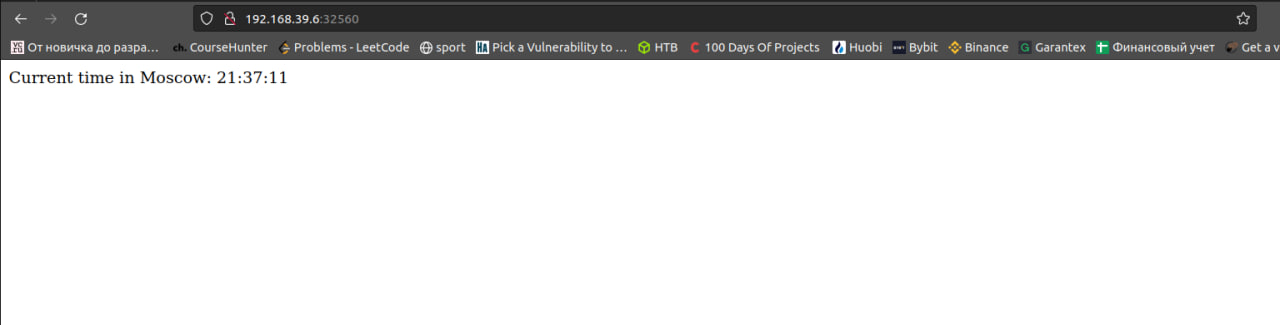 192.168.39.6:32560
От новичка до разра… ch. CourseHunter Problems - LeetCode sport HA Pick a Vulnerability to … HTB C 100 Days Of Projects Huobi Bybit Binance G Garantex Финансовый учет Get a v
Current time in Moscow: 21:37:11